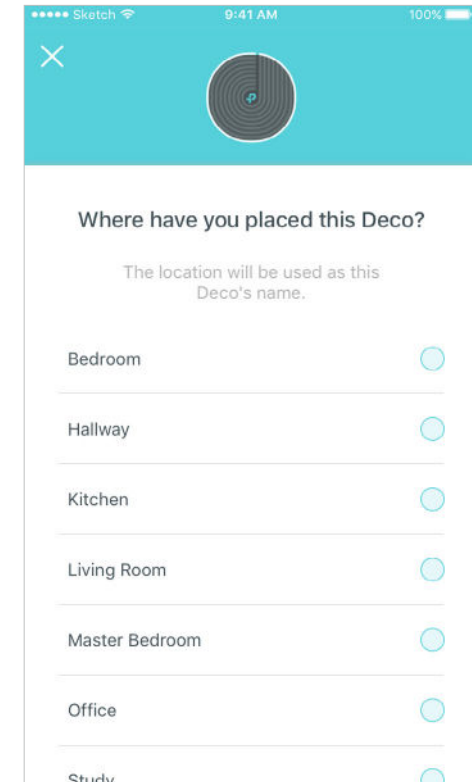 Sketch 9:41 AM 100%
Where have you placed this Deco?
The location will be used as this
Deco's name.
Bedroom
Hallway
Kitchen
Living Room
Master Bedroom
Office
Study